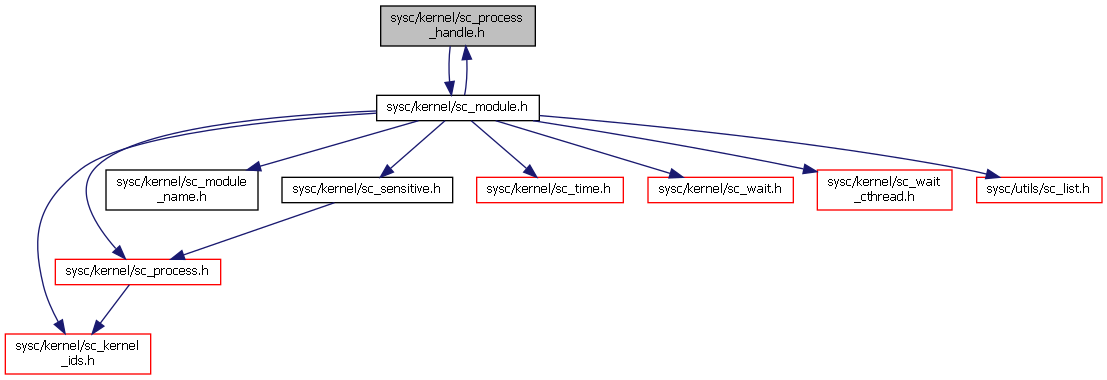 sysc/kernel/sc_process
_handle.h
sysc/kernel/sc_module.h
sysc/kernel/sc_module
_name.h
sysc/kernel/sc_sensitive.h
sysc/kernel/sc_time.h
sysc/kernel/sc_wait.h
sysc/kernel/sc_wait
_cthread.h
sysc/utils/sc_list.h
sysc/kernel/sc_process.h
sysc/kernel/sc_kernel
_ids.h